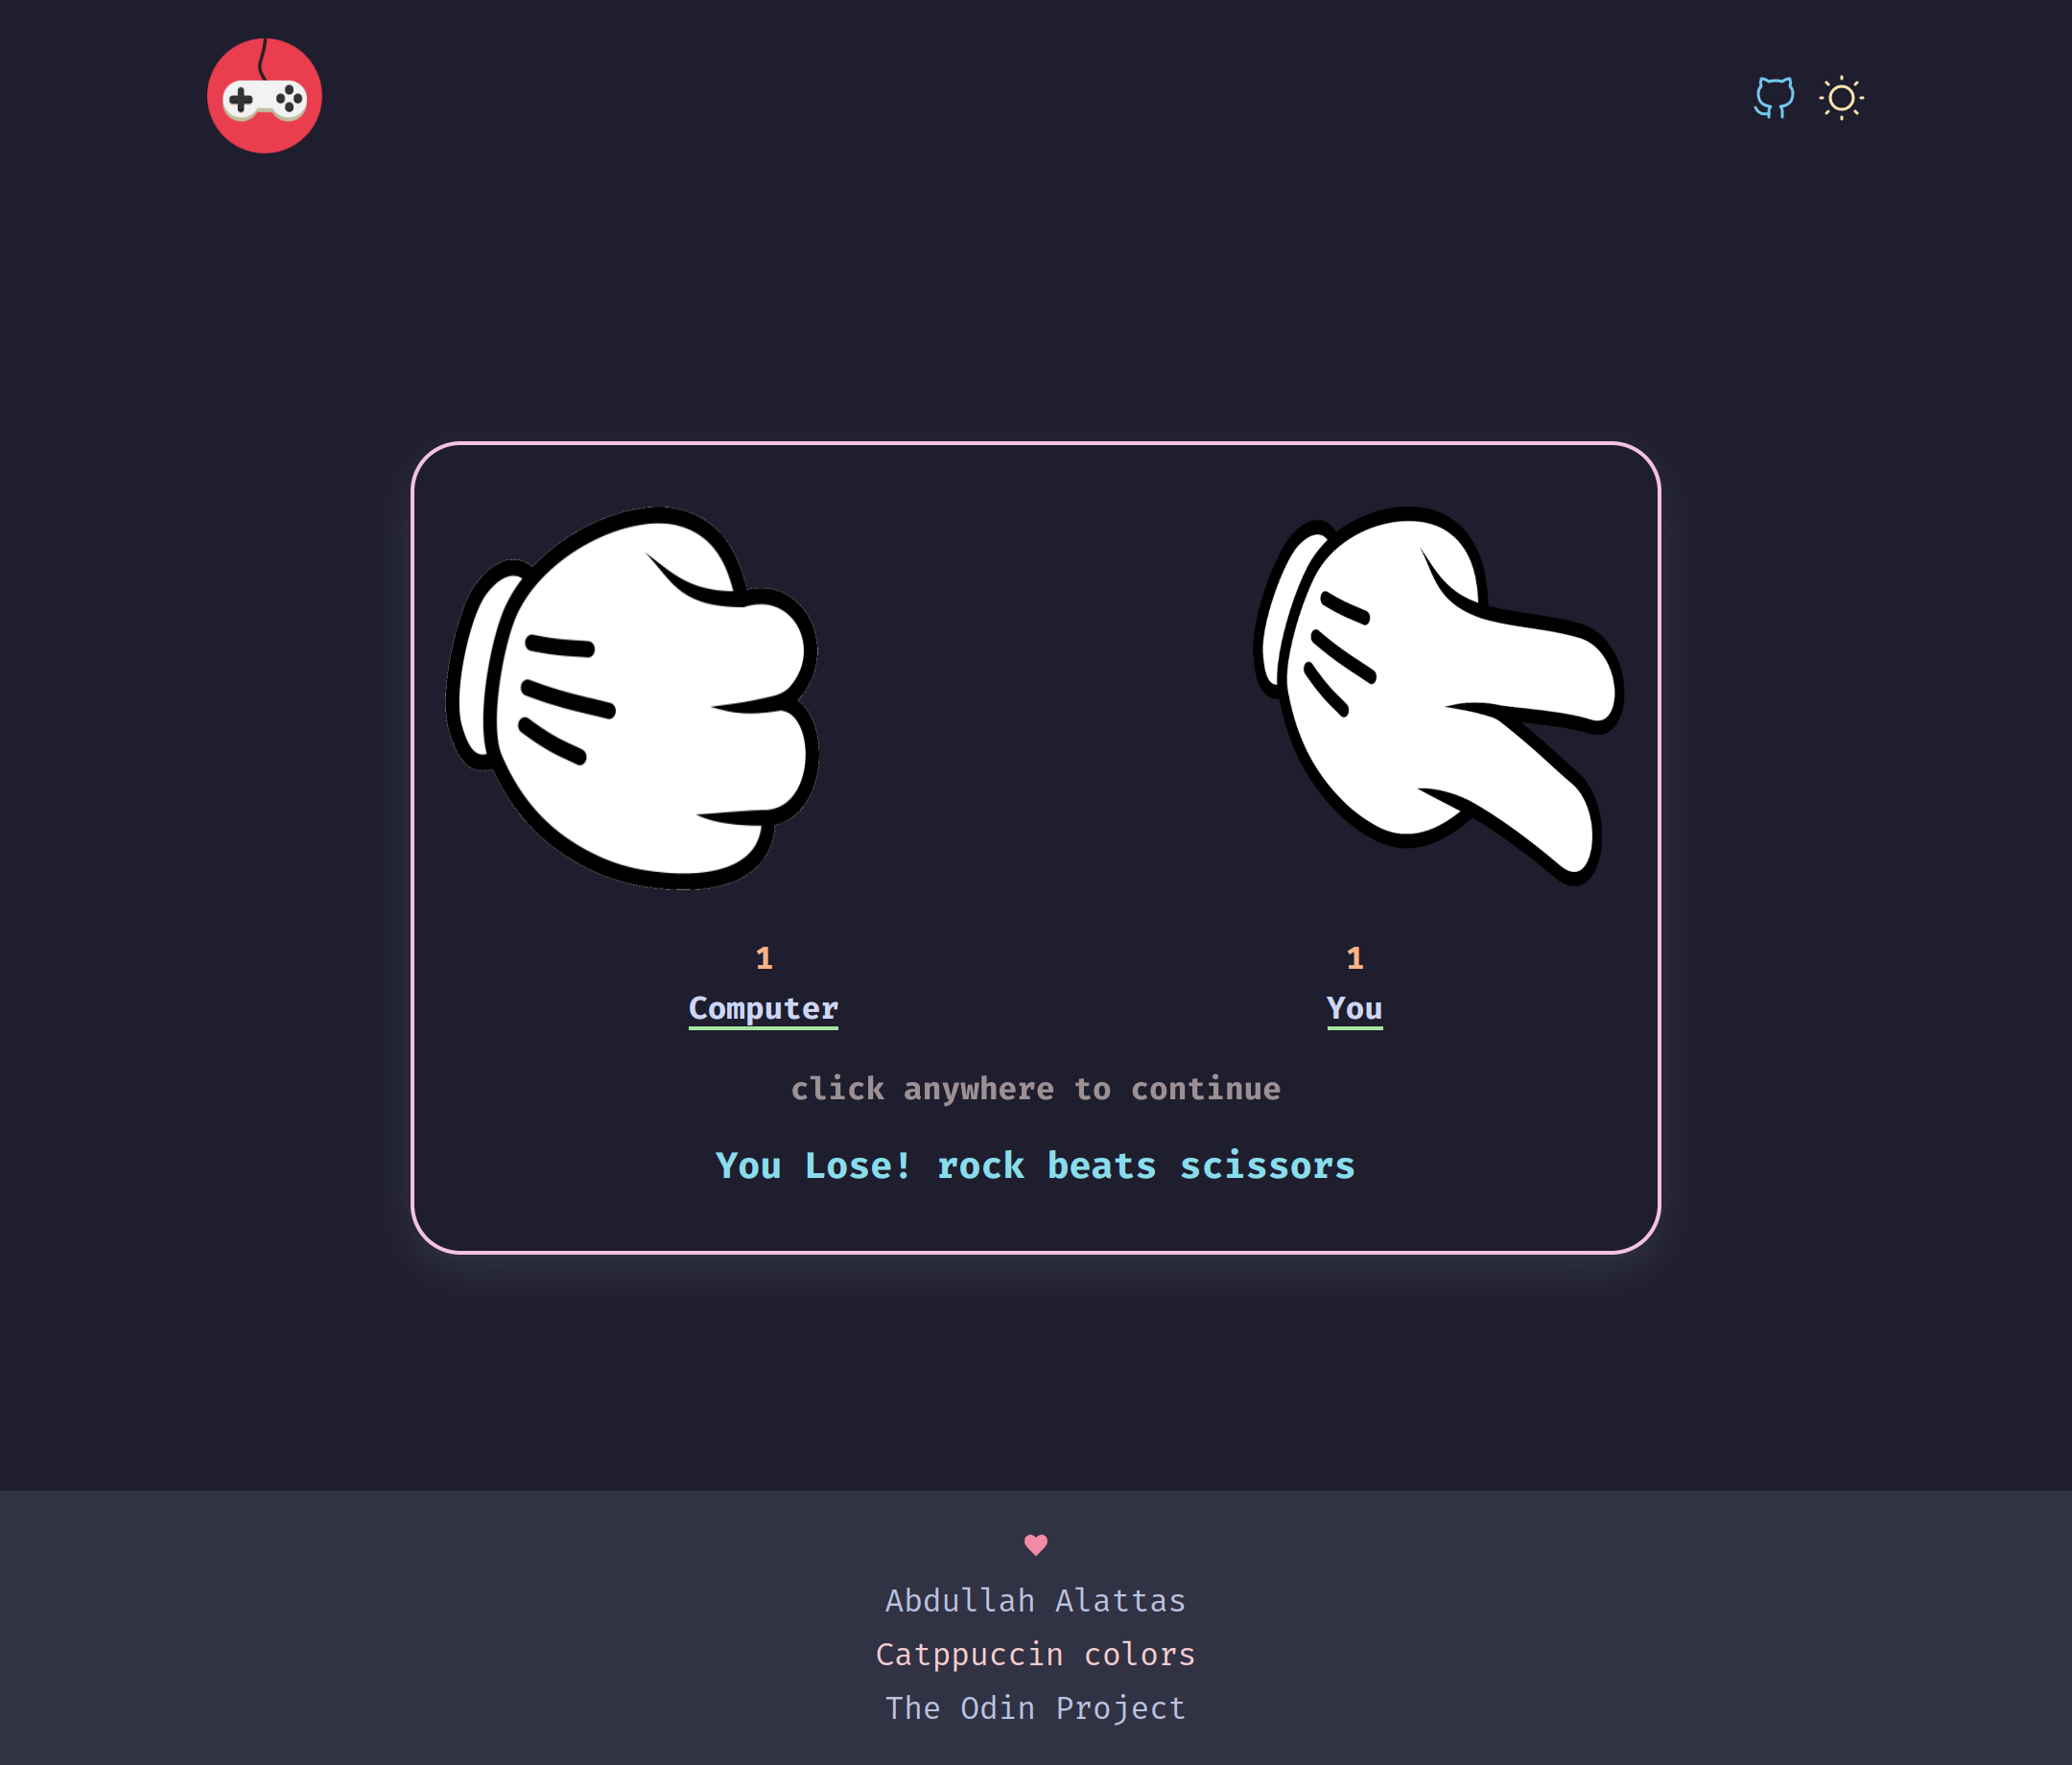 1 1
Computer You
click anywhere to continue
You Lose! rock beats scissors
Abdullah Alattas
Catppuccin colors
The Odin Project